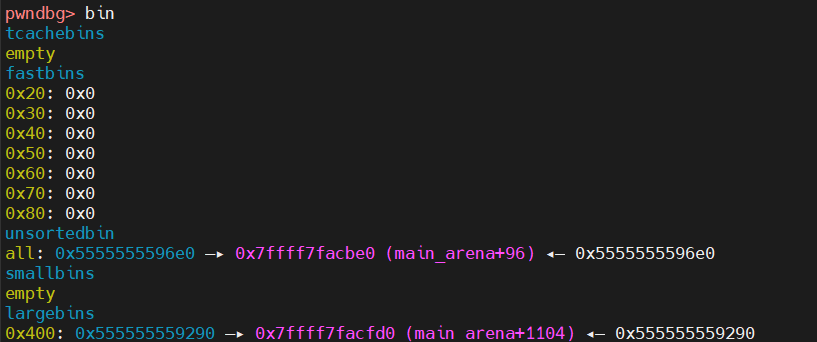 pwndbg> bin
tcachebins
empty
fastbins
0x20: 0x0
0x30: 0x0
0x40: 0x0
0x50: 0x0
0x60: 0x0
0x70: 0x0
0x80: 0x0
unsortedbin
all: 0x5555555596e0 —▸ 0x7ffff7facbe0 (main_arena+96) ◂— 0x5555555596e0
smallbins
empty
largebins
0x400: 0x555555559290 —▸ 0x7ffff7facfd0 (main_arena+1104) ◂— 0x555555559290